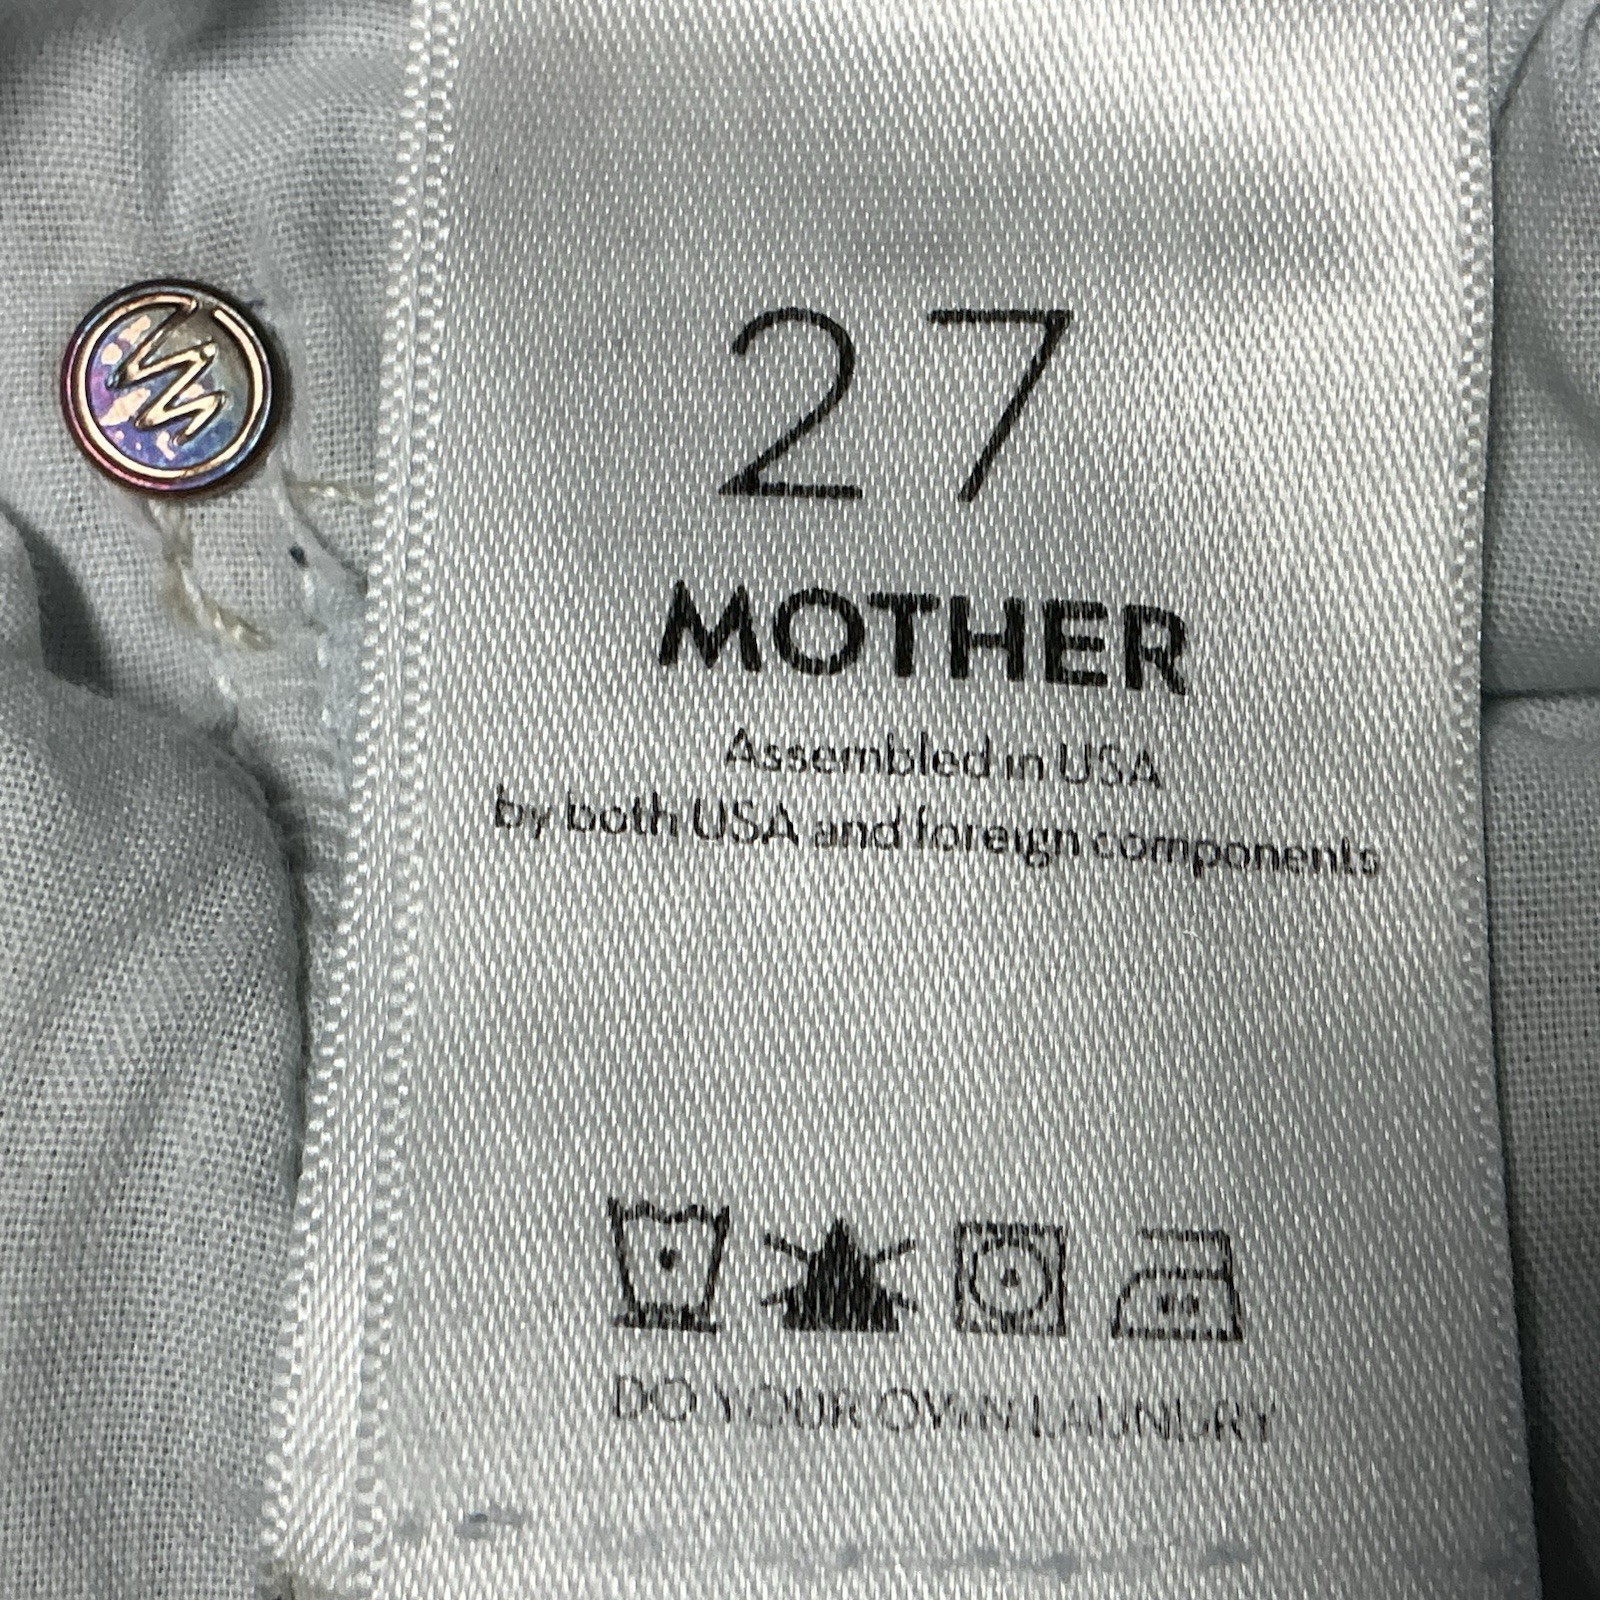 27
MOTHER
Assembled in USA
by both USA and foreign components
DO YOUR OWN LAUNDRY